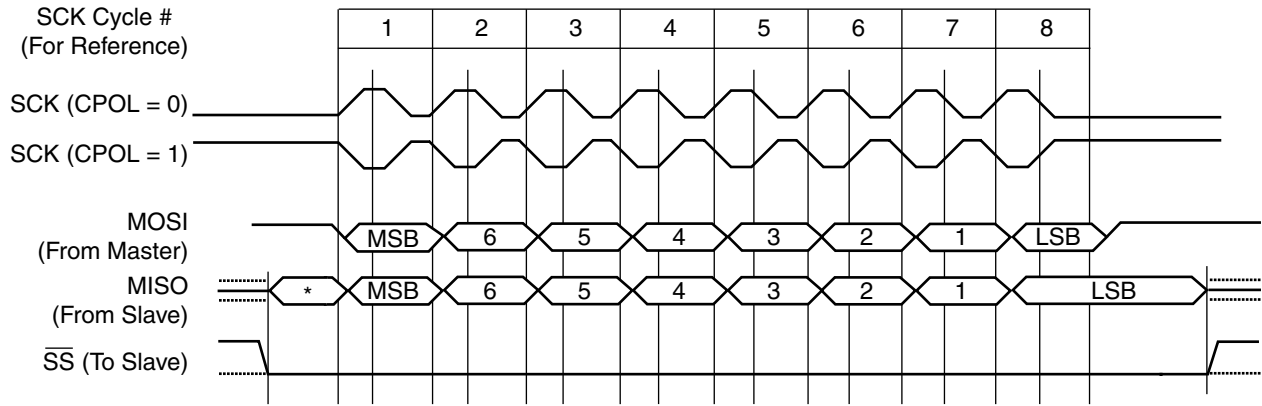 SCK Cycle #
(For Reference)
1 2 3 4 5 6 7 8
SCK (CPOL = 0)
SCK (CPOL = 1)
MOSI
(From Master)
MSB 6 5 4 3 2 1 LSB
MISO
(From Slave)
* MSB 6 5 4 3 2 1 LSB
S̅S̅ (To Slave)